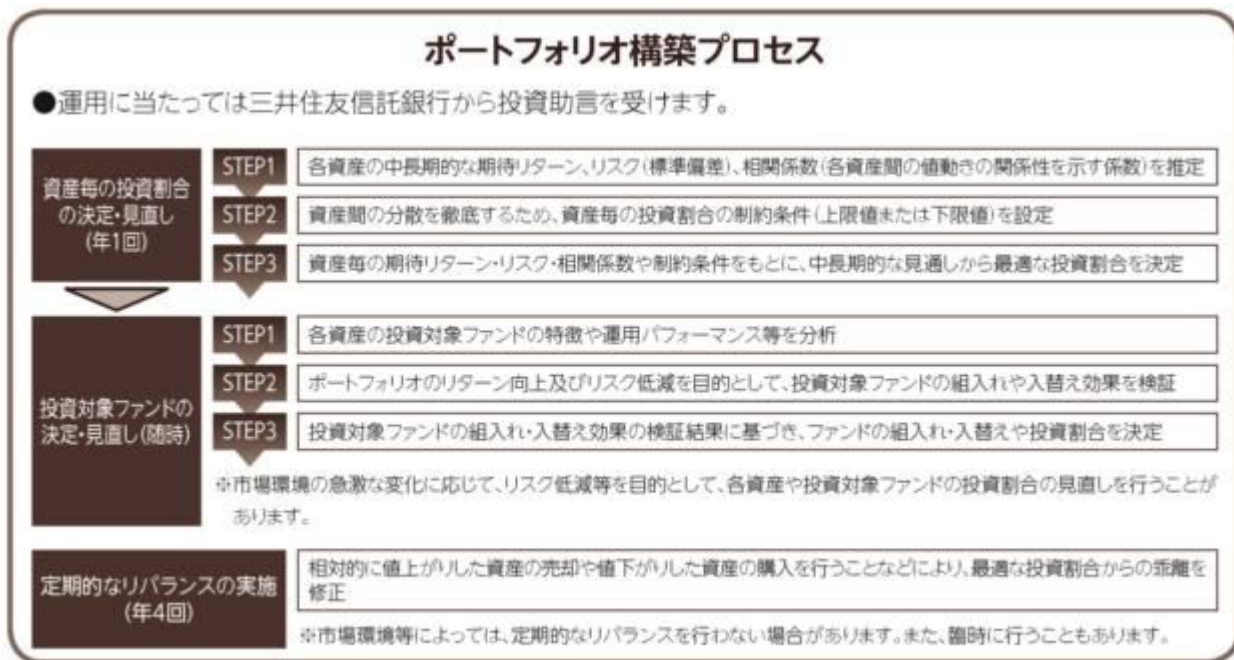 ポートフォリオ構築プロセス
●運用に当たっては三井住友信託銀行から投資助言を受けます。
資産毎の投資割合
の決定・見直し
(年1回)
STEP1
各資産の中長期的な期待リターン、リスク(標準偏差)、相関係数(各資産間の値動きの関係性を示す係数)を推定
STEP2
資産間の分散を徹底するため、資産毎の投資割合の制約条件(上限値または下限値)を設定
STEP3
資産毎の期待リターン・リスク・相関係数や制約条件をもとに、中長期的な見通しから最適な投資割合を決定
投資対象ファンドの
決定・見直し(随時)
STEP1
各資産の投資対象ファンドの特徴や運用パフォーマンス等を分析
STEP2
ポートフォリオのリターン向上及びリスク低減を目的として、投資対象ファンドの組入れや入替え効果を検証
STEP3
投資対象ファンドの組入れ・入替え効果の検証結果に基づき、ファンドの組入れ・入替えや投資割合を決定
※市場環境の急激な変化に応じて、リスク低減等を目的として、各資産や投資対象ファンドの投資割合の見直しを行うことが
あります。
定期的なリバランスの実施
(年4回)
相対的に値上がりした資産の売却や値下がりした資産の購入を行うことなどにより、最適な投資割合からの乖離を
修正
※市場環境等によっては、定期的なリバランスを行わない場合があります。また、臨時に行うこともあります。